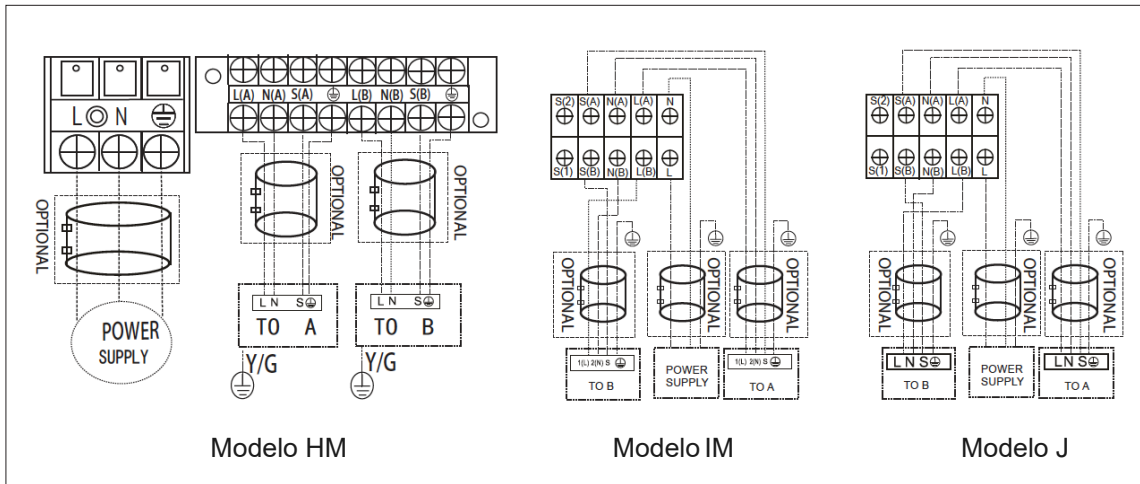 L N
OPTIONAL
POWER
SUPPLY
L(A) N(A) S(A) L(B) N(B) S(B)
OPTIONAL
OPTIONAL
L N S
TO A
Y/G
L N S
TO B
Y/G
Modelo HM
S(2) S(A) N(A) L(A) N
S(1) S(B) N(B) L(B) L
OPTIONAL
OPTIONAL
OPTIONAL
1(L) 2(N) S
TO B
POWER
SUPPLY
1(L) 2(N) S
TO A
Modelo IM
S(2) S(A) N(A) L(A) N
S(1) S(B) N(B) L(B) L
OPTIONAL
OPTIONAL
OPTIONAL
L N S
TO B
POWER
SUPPLY
L N S
TO A
Modelo J